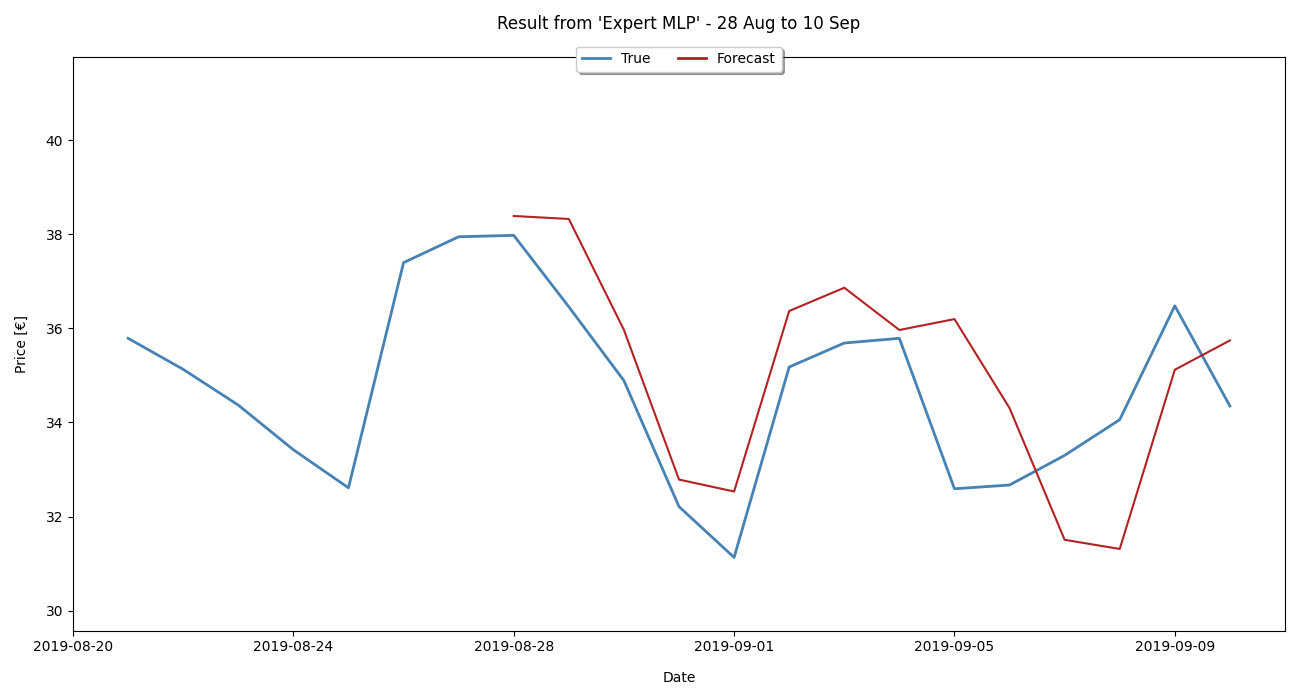 Result from 'Expert MLP' - 28 Aug to 10 Sep
True Forecast
40
38
36
34
32
30
Price [€]
2019-08-20 2019-08-24 2019-08-28 2019-09-01 2019-09-05 2019-09-09
Date